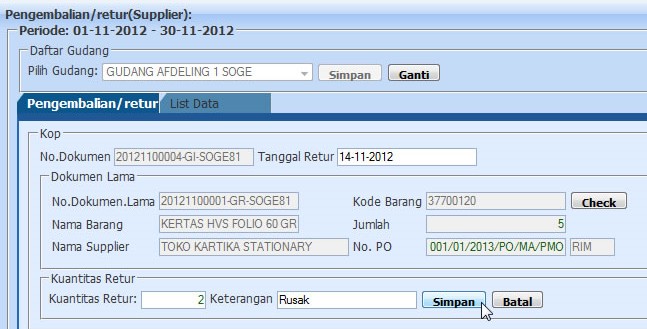 Pengembalian/retur(Supplier):
Periode: 01-11-2012 - 30-11-2012
Daftar Gudang
Pilih Gudang: GUDANG AFDELING 1 SOGE Simpan Ganti
Pengembalian/retur List Data
Kop
No.Dokumen 20121100004-GI-SOGE81 Tanggal Retur 14-11-2012
Dokumen Lama
No.Dokumen.Lama 20121100001-GR-SOGE81 Kode Barang 37700120 Check
Nama Barang KERTAS HVS FOLIO 60 GR Jumlah 5
Nama Supplier TOKO KARTIKA STATIONARY No. PO 001/01/2013/PO/MA/PMO RIM
Kuantitas Retur
Kuantitas Retur: 2 Keterangan Rusak Simpan Batal